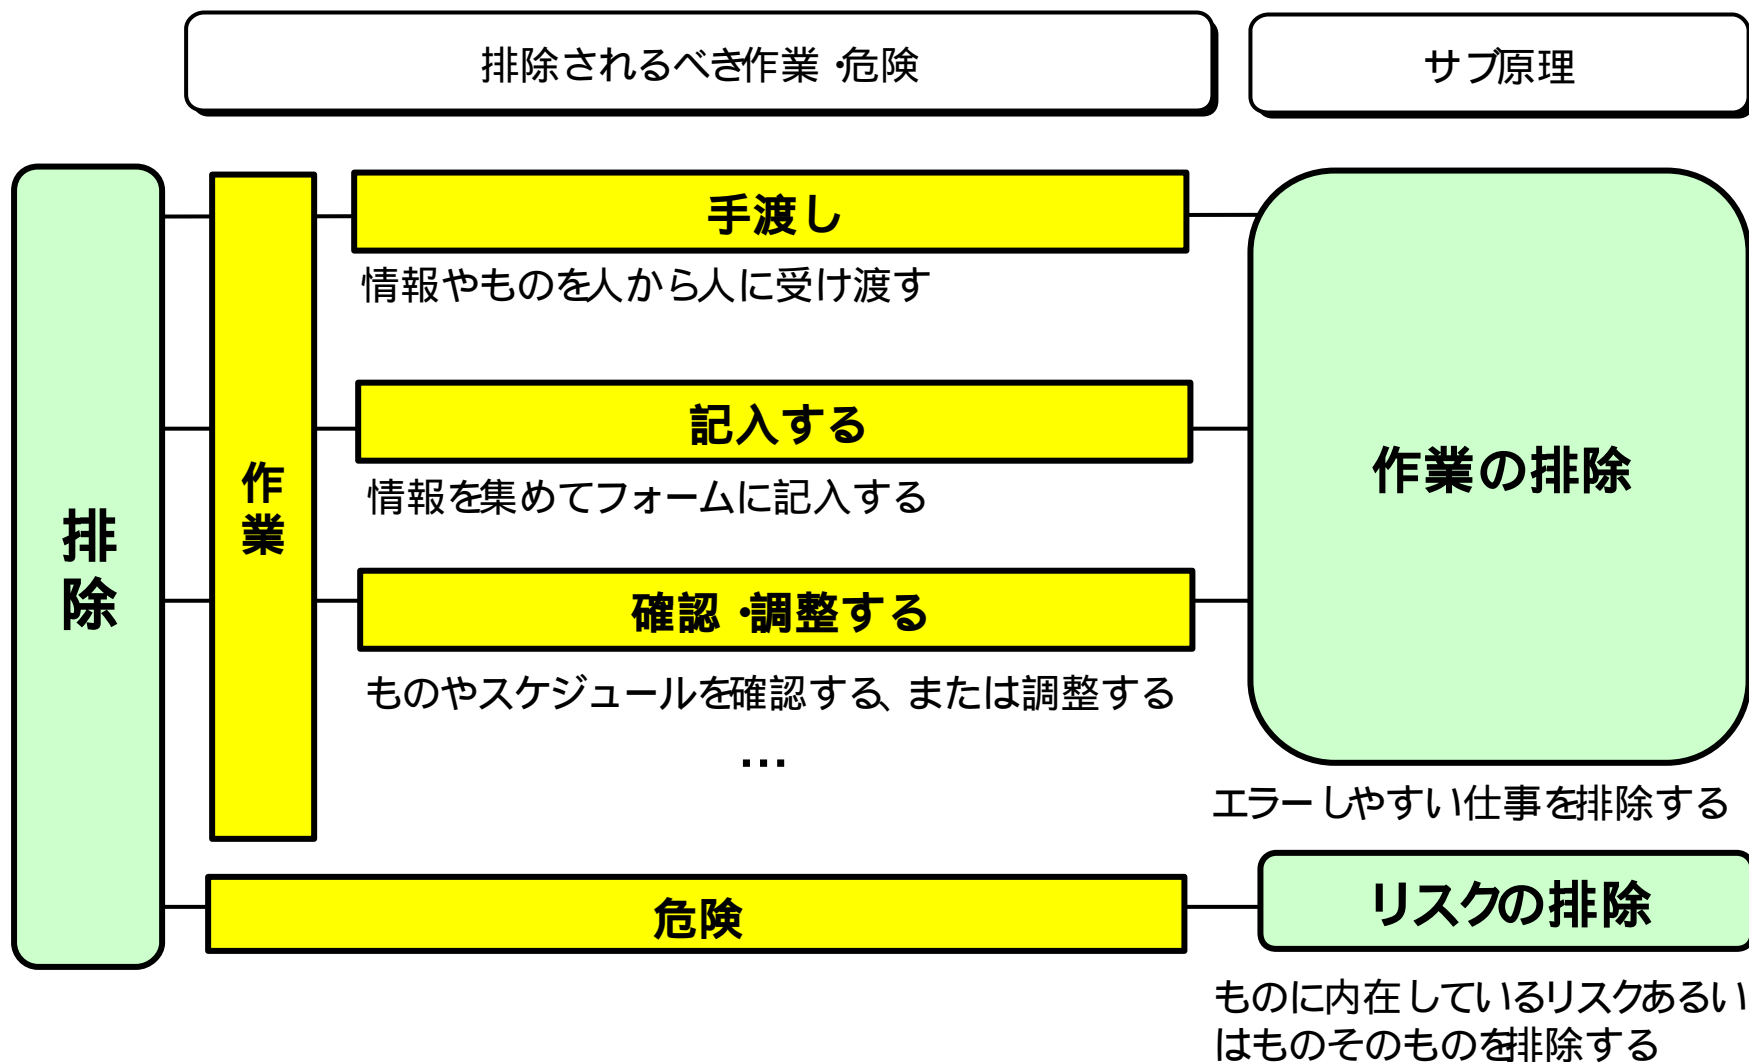 排除されるべき作業・危険
サブ原理
排除
作業
手渡し
情報やものを人から人に受け渡す
記入する
情報を集めてフォームに記入する
確認・調整する
ものやスケジュールを確認する、または調整する
…
作業の排除
エラーしやすい仕事を排除する
危険
リスクの排除
ものに内在しているリスクあるい
はものそのものを排除する